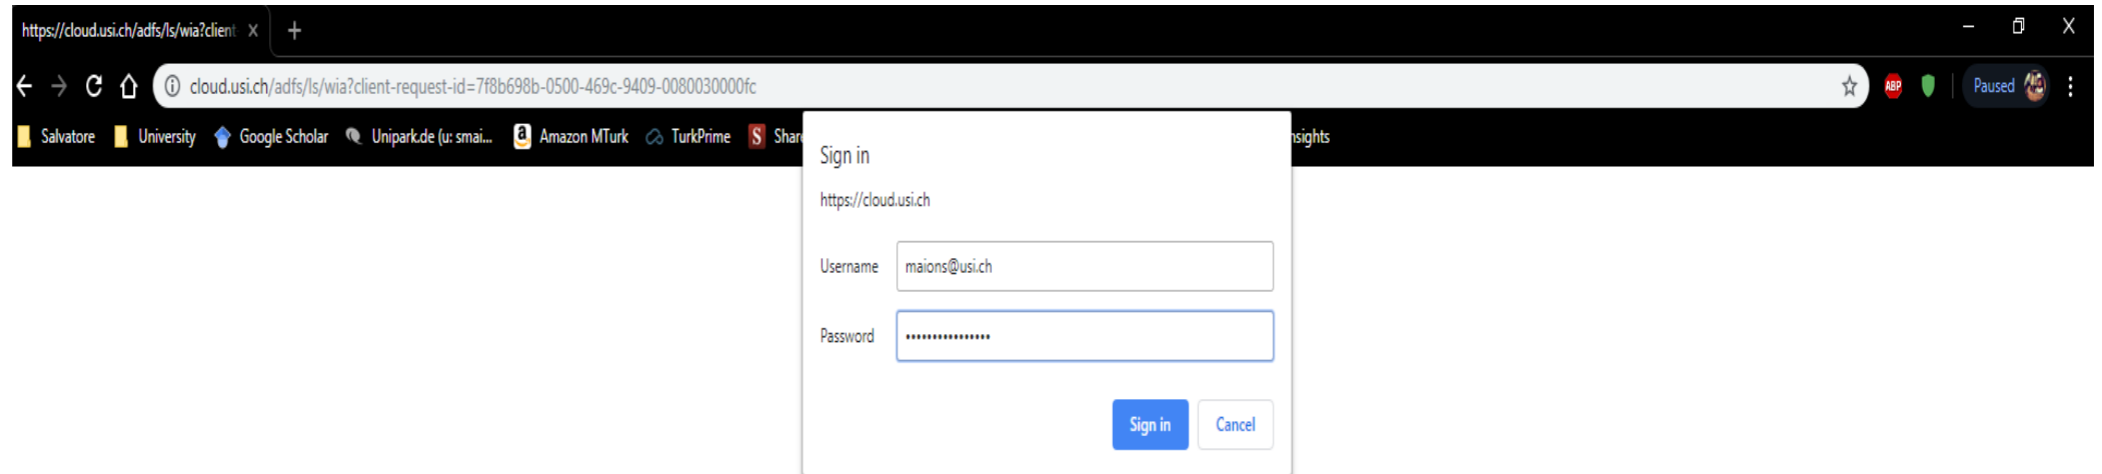 https://cloud.usi.ch/adfs/ls/wia?client
cloud.usi.ch/adfs/ls/wia?client-request-id=7f8b698b-0500-469c-9409-0080030000fc
ABP
Paused
Salvatore University Google Scholar Unipark.de (u: smai... Amazon MTurk TurkPrime S Shar nsights
Sign in
https://cloud.usi.ch
Username maions@usi.ch
Password ••••••••••••••••
Sign in Cancel